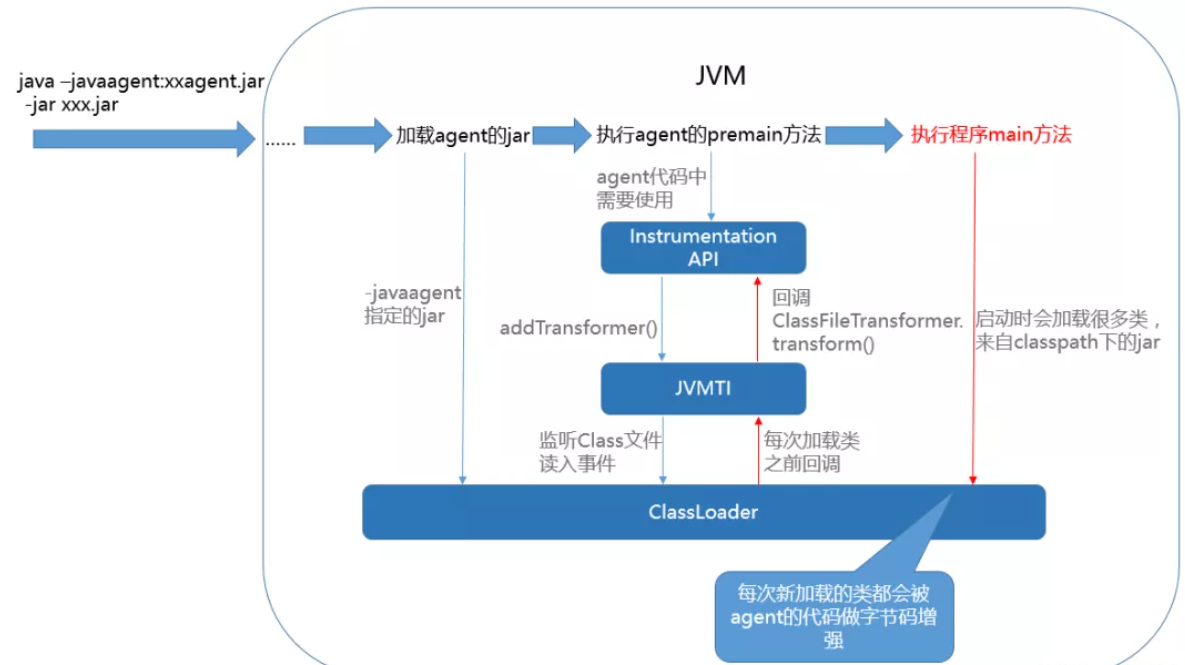 JVM
java –javaagent:xxagent.jar
-jar xxx.jar
......
加载agent的jar
执行agent的premain方法
执行程序main方法
agent代码中
需要使用
Instrumentation
API
-javaagent
指定的jar
addTransformer()
回调
ClassFileTransformer.
transform()
启动时会加载很多类，
来自classpath下的jar
JVMTI
监听Class文件
读入事件
每次加载类
之前回调
ClassLoader
每次新加载的类都会被
agent的代码做字节码增
强